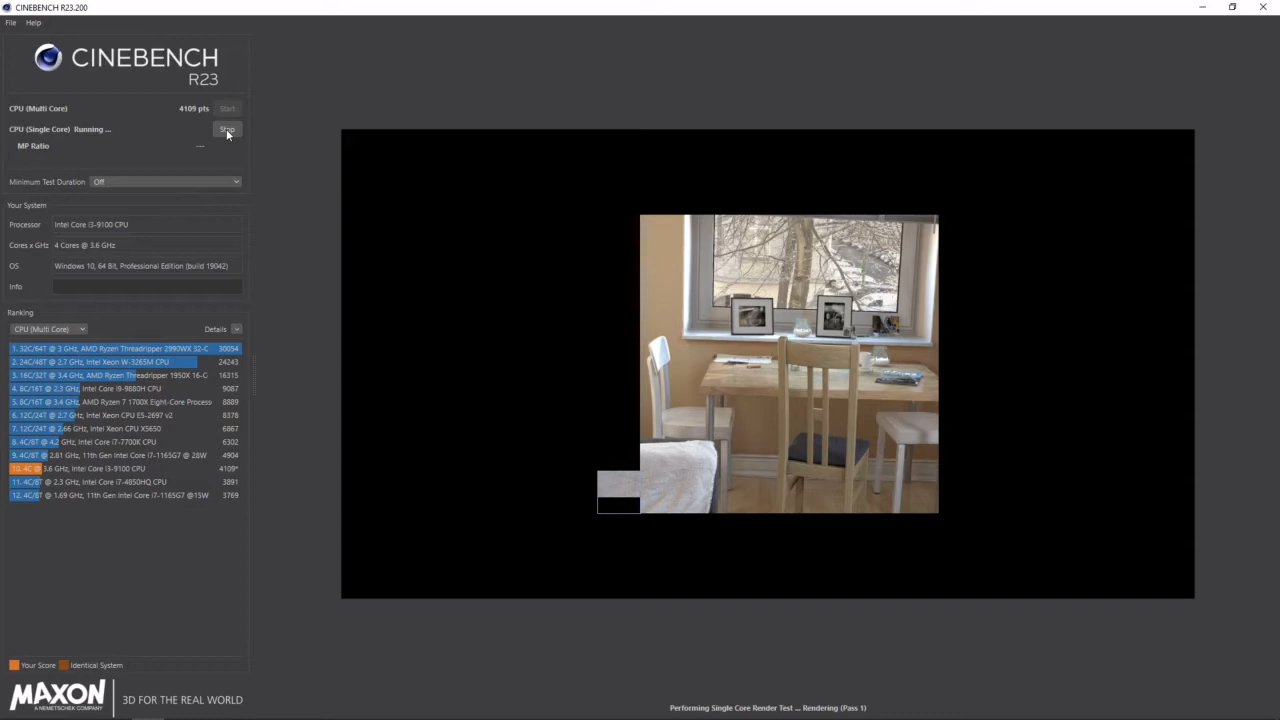 CINEBENCH R23.200
File Help
CINEBENCH
R23
CPU (Multi Core) 4109 pts Start
CPU (Single Core) Running ... Stop
MP Ratio ---
Minimum Test Duration Off
Your System
Processor Intel Core i3-9100 CPU
Cores x GHz 4 Cores @ 3.6 GHz
OS Windows 10, 64 Bit, Professional Edition (build 19042)
Info
Ranking
CPU (Multi Core) Details
1. 32C/64T @ 3 GHz, AMD Ryzen Threadripper 2990WX 32-C 30054
2. 24C/48T @ 2.7 GHz, Intel Xeon W-3265M CPU 24243
3. 16C/32T @ 3.4 GHz, AMD Ryzen Threadripper 1950X 16-C 16315
4. 8C/16T @ 2.3 GHz, Intel Core i9-9880H CPU 9087
5. 8C/16T @ 3.4 GHz, AMD Ryzen 7 1700X Eight-Core Process 8889
6. 12C/24T @ 2.7 GHz, Intel Xeon CPU E5-2697 v2 8378
7. 12C/24T @ 2.66 GHz, Intel Xeon CPU X5650 6867
8. 4C/8T @ 4.2 GHz, Intel Core i7-7700K CPU 6302
9. 4C/8T @ 2.81 GHz, 11th Gen Intel Core i7-1165G7 @ 28W 4904
10. 4C @ 3.6 GHz, Intel Core i3-9100 CPU 4109*
11. 4C/8T @ 2.3 GHz, Intel Core i7-4850HQ CPU 3891
12. 4C/8T @ 1.69 GHz, 11th Gen Intel Core i7-1165G7 @15W 3769
Your Score Identical System
MAXON 3D FOR THE REAL WORLD
A NEMETSCHEK COMPANY
Performing Single Core Render Test ... Rendering (Pass 1)